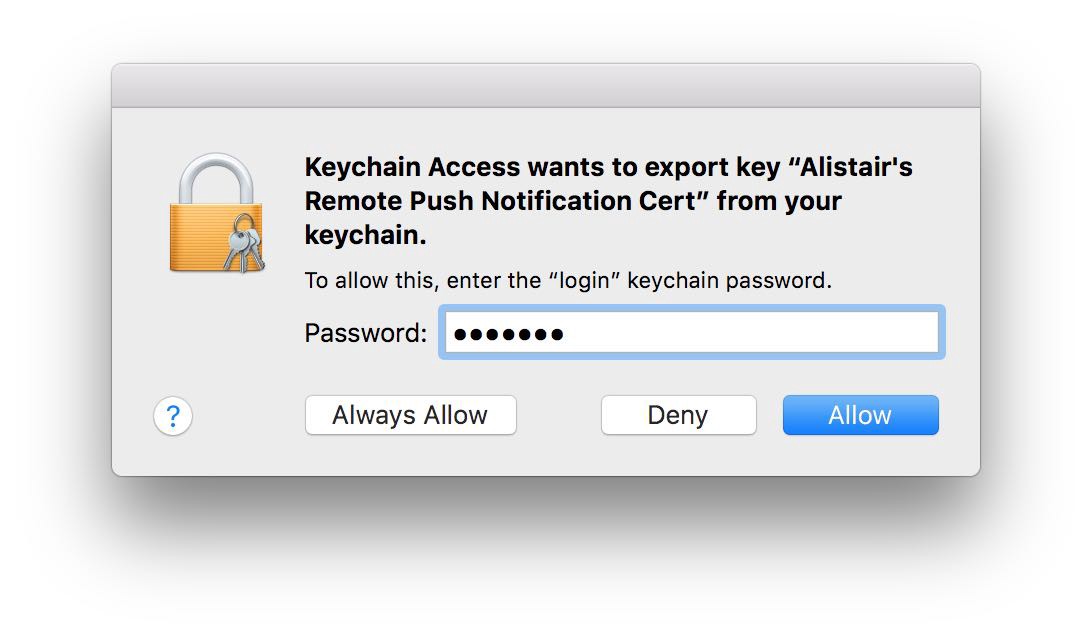 Keychain Access wants to export key “Alistair's
Remote Push Notification Cert” from your
keychain.
To allow this, enter the “login” keychain password.
Password: •••••••
?
Always Allow
Deny
Allow